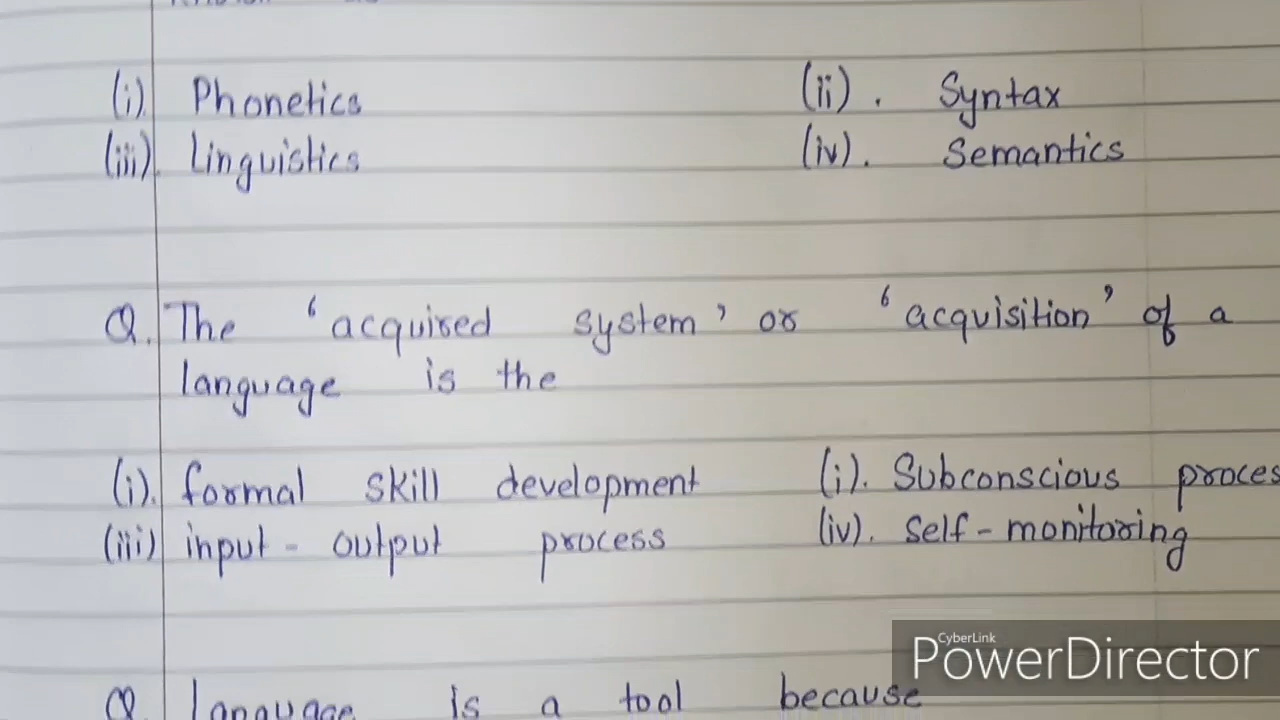 (i) Phonetics (ii). Syntax
(iii) Linguistics (iv). Semantics
Q. The 'acquired system' or 'acquisition' of a
language is the
(i). formal skill development (i). Subconscious proces
(iii) input - output process (iv). Self - monitoring
Q language is a tool because
CyberLink
PowerDirector